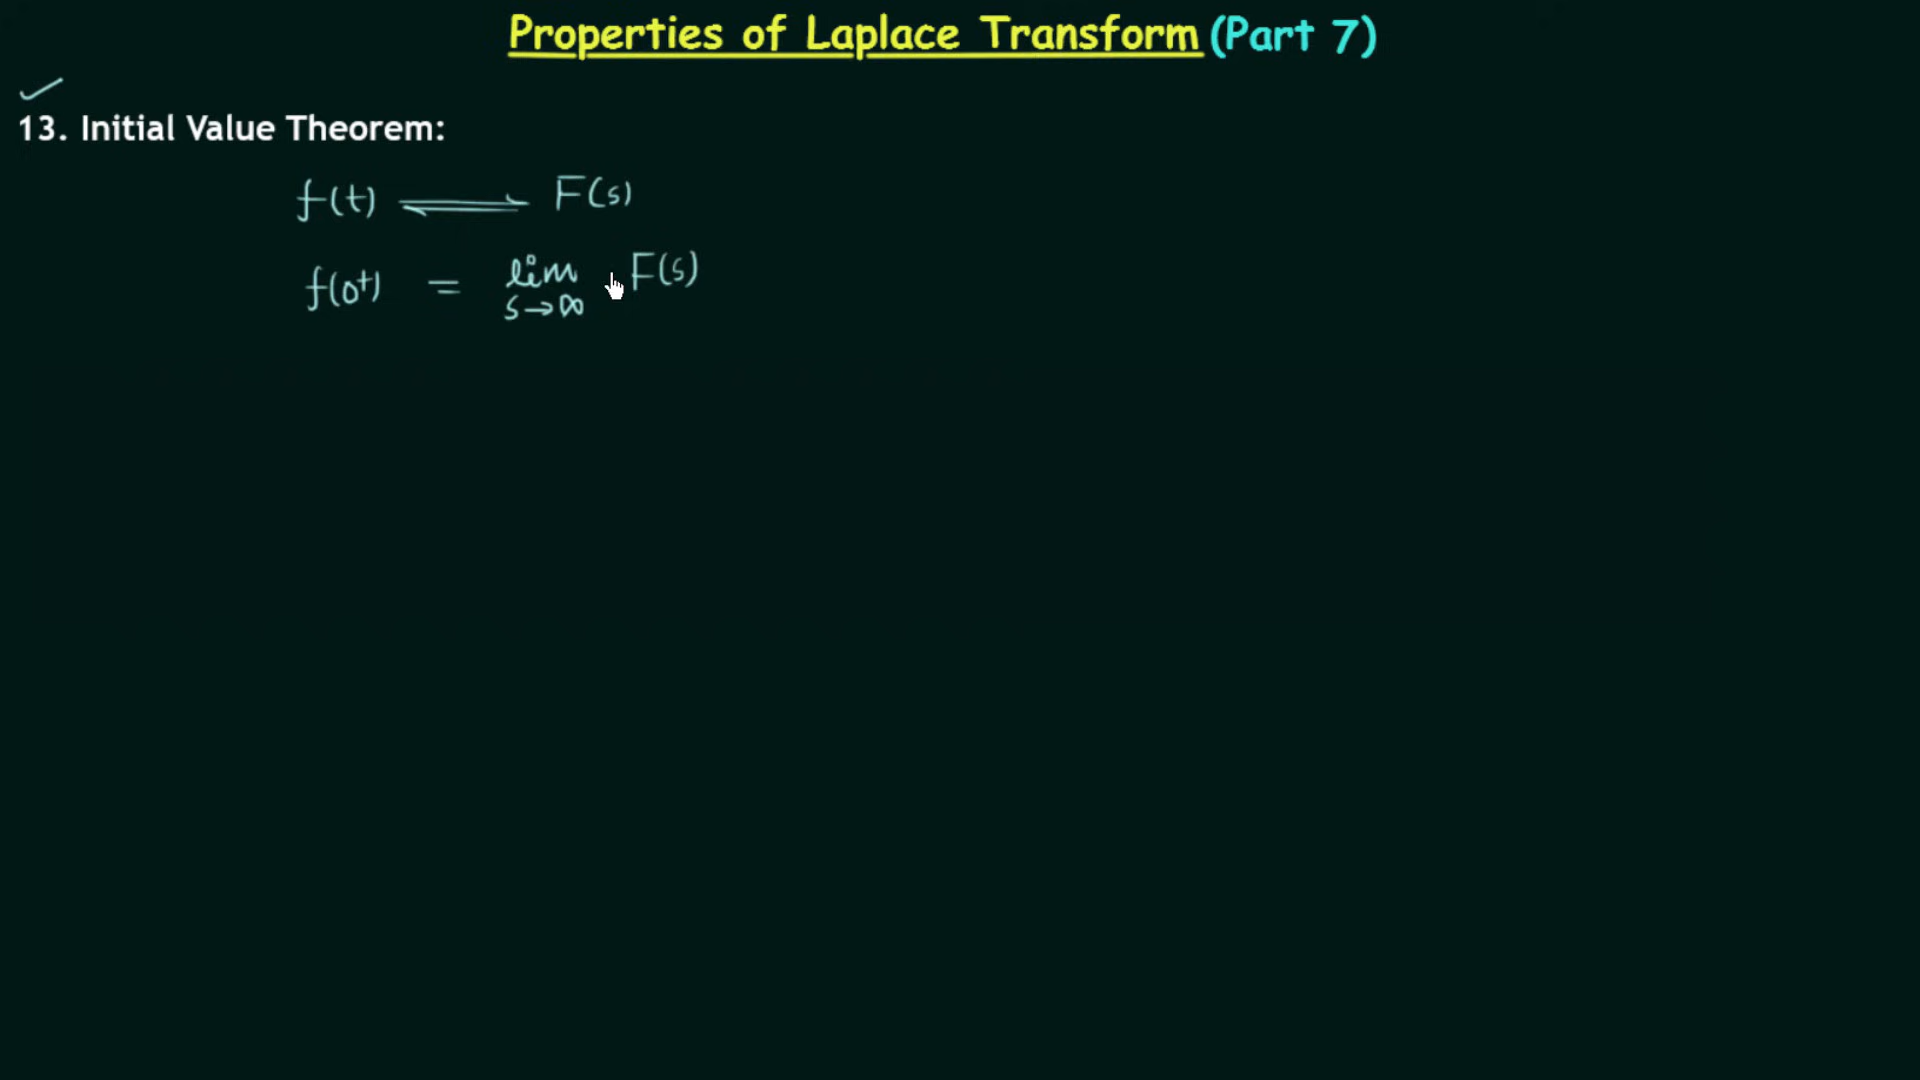 Properties of Laplace Transform (Part 7)
13. Initial Value Theorem:
f(t) ⇌ F(s)
f(0⁺) = lim F(s)
s→∞